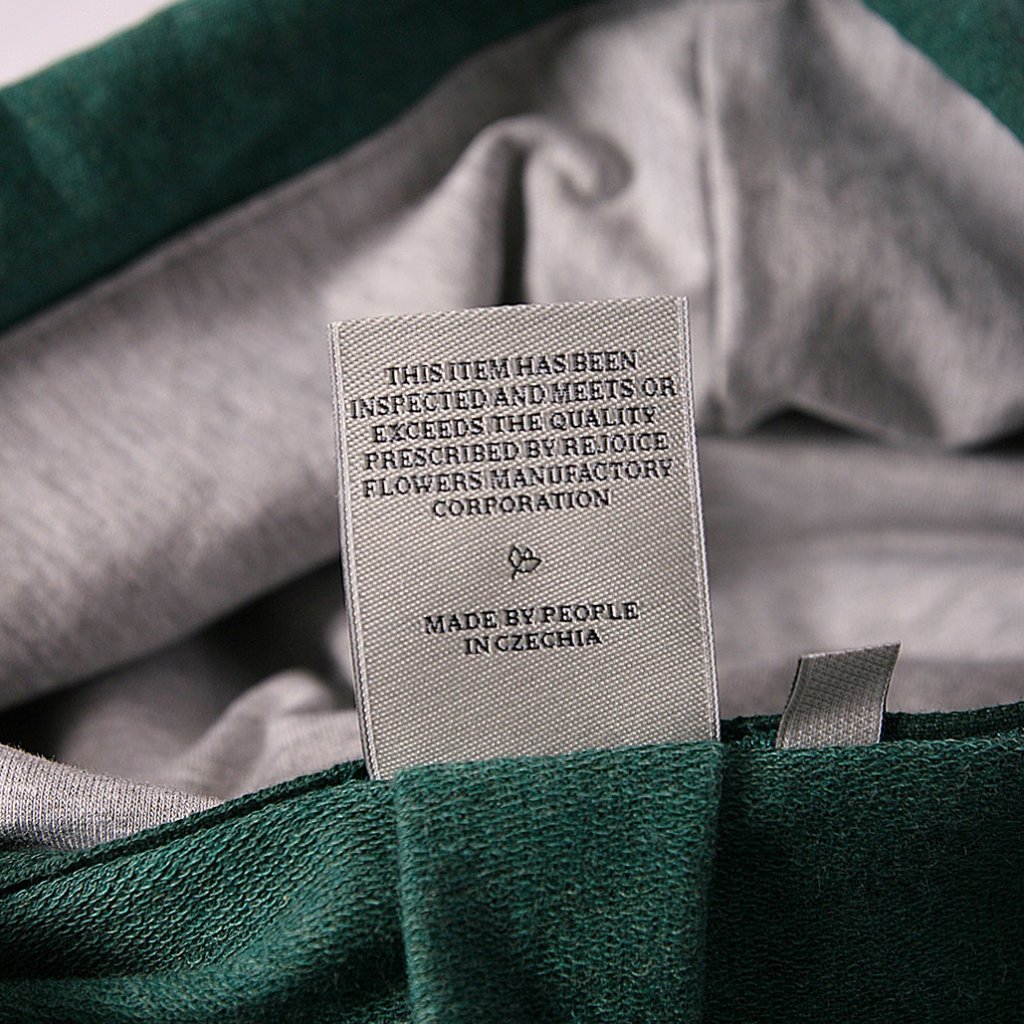 THIS ITEM HAS BEEN
INSPECTED AND MEETS OR
EXCEEDS THE QUALITY
PRESCRIBED BY REJOICE
FLOWERS MANUFACTORY
CORPORATION
MADE BY PEOPLE
IN CZECHIA